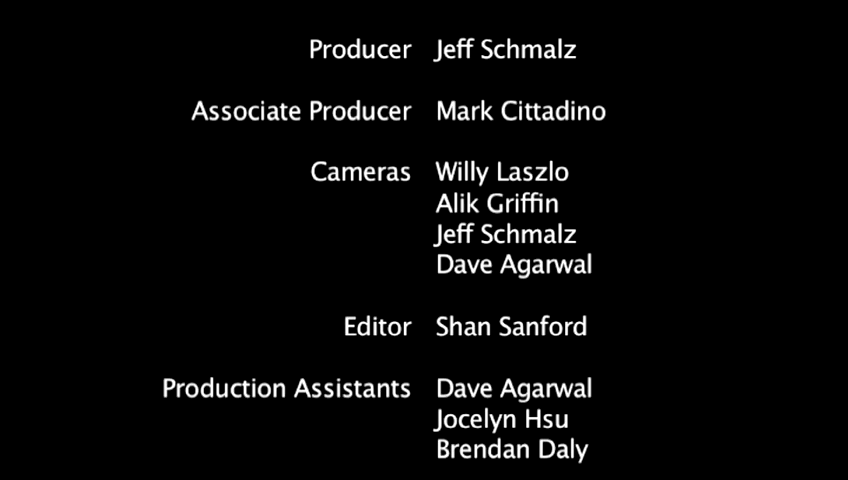 Producer Jeff Schmalz
Associate Producer Mark Cittadino
Cameras Willy Laszlo
Alik Griffin
Jeff Schmalz
Dave Agarwal
Editor Shan Sanford
Production Assistants Dave Agarwal
Jocelyn Hsu
Brendan Daly